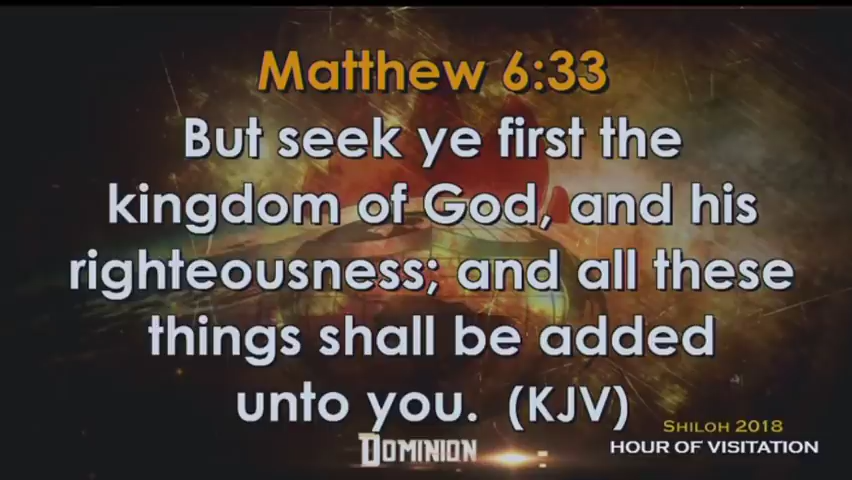 Matthew 6:33
But seek ye first the
kingdom of God, and his
righteousness; and all these
things shall be added
unto you. (KJV)
SHILOH 2018
DOMINION
HOUR OF VISITATION